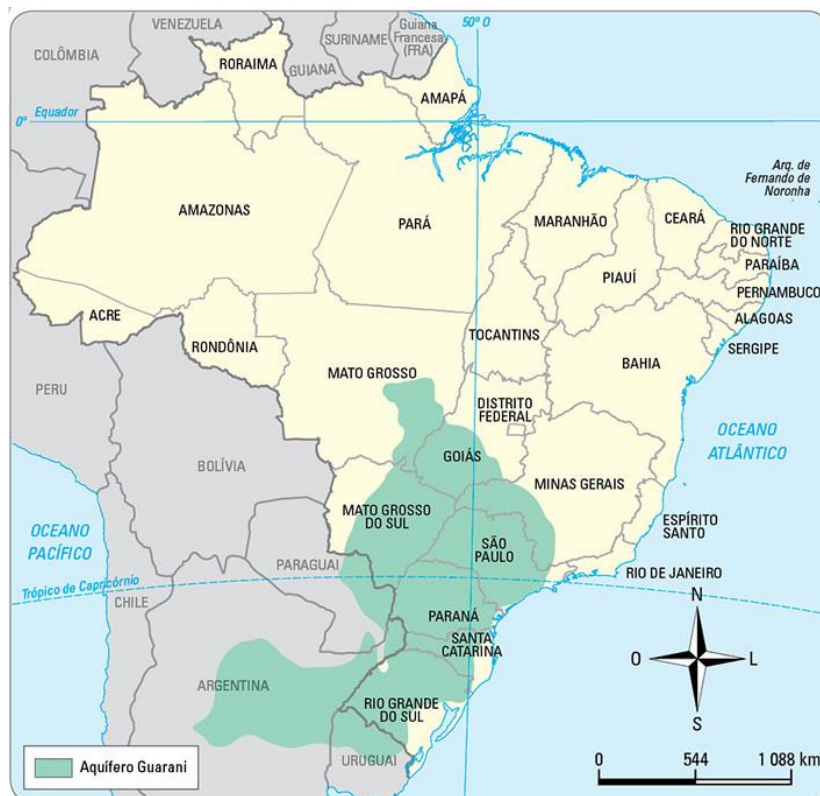 VENEZUELA
COLÔMBIA
SURINAME
Guiana
Francesa
(FRA)
50° O
GUIANA
RORAIMA
AMAPÁ
0°
Equador
Arq. de
Fernando de
Noronha
AMAZONAS
PARÁ
MARANHÃO
CEARÁ
RIO GRANDE
DO NORTE
PARAÍBA
PIAUÍ
PERNAMBUCO
ACRE
ALAGOAS
TOCANTINS
RONDÔNIA
SERGIPE
BAHIA
MATO GROSSO
PERU
DISTRITO
FEDERAL
OCEANO
ATLÂNTICO
GOIÁS
BOLÍVIA
MINAS GERAIS
MATO GROSSO
DO SUL
ESPÍRITO
SANTO
OCEANO
PACÍFICO
SÃO
PAULO
PARAGUAI
RIO DE JANEIRO
Trópico de Capricórnio
CHILE
PARANÁ
N
SANTA
CATARINA
O
L
ARGENTINA
RIO GRANDE
DO SUL
S
URUGUAI
Aquífero Guarani
0 544 1 088 km